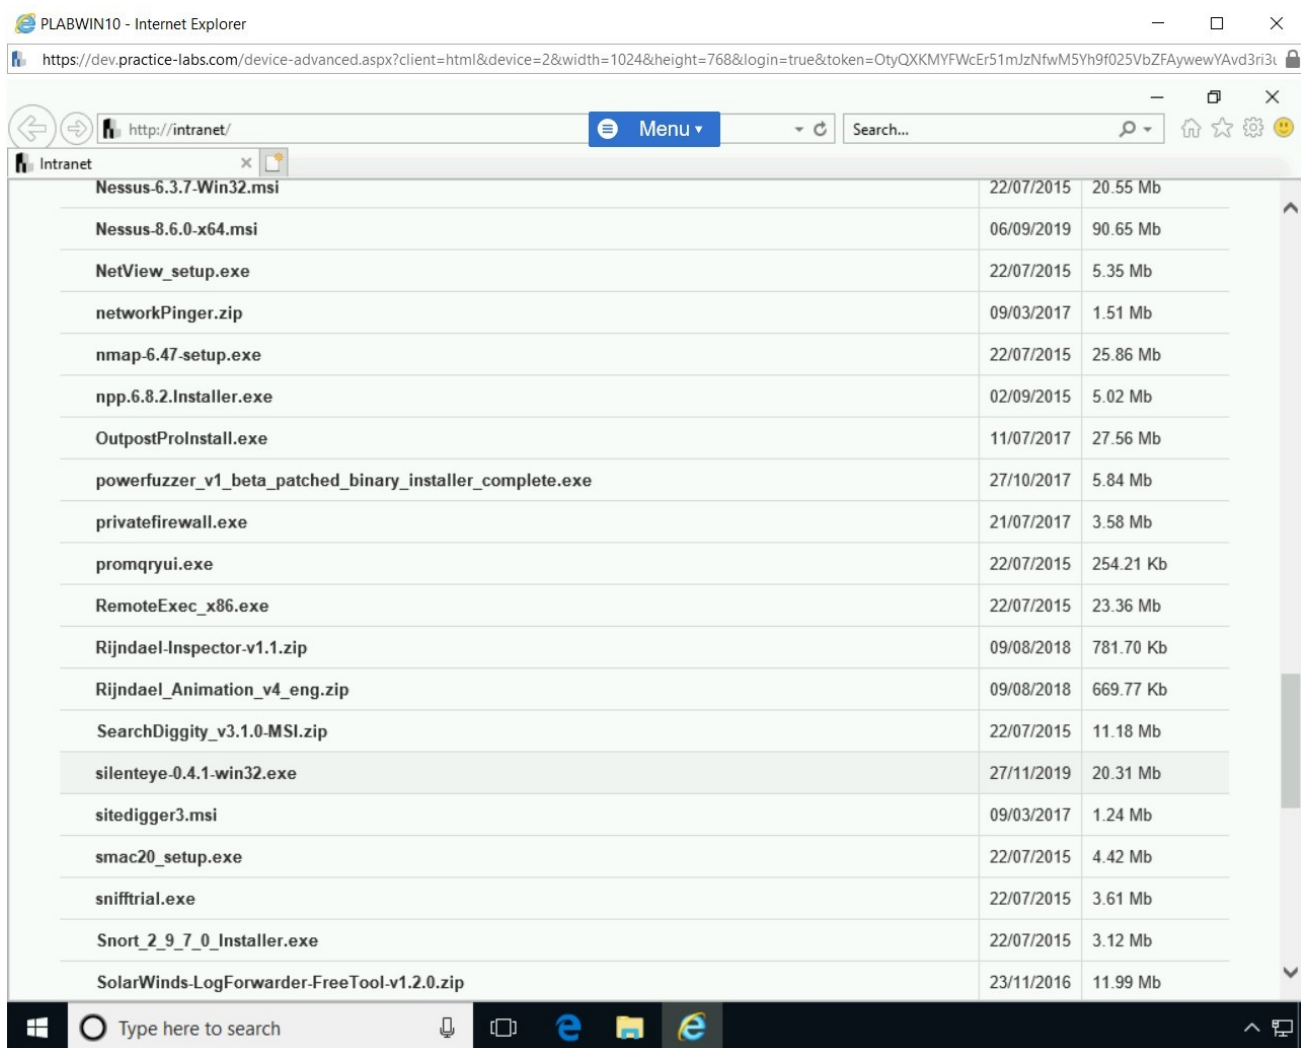 PLABWIN10 - Internet Explorer
https://dev.practice-labs.com/device-advanced.aspx?client=html&device=2&width=1024&height=768&login=true&token=OtyQXKMYFWcEr51mJzNfwM5Yh9f025VbZFAywewYAvd3ri3
http://intranet/ Menu Search...
Intranet
Nessus-6.3.7-Win32.msi 22/07/2015 20.55 Mb
Nessus-8.6.0-x64.msi 06/09/2019 90.65 Mb
NetView_setup.exe 22/07/2015 5.35 Mb
networkPinger.zip 09/03/2017 1.51 Mb
nmap-6.47-setup.exe 22/07/2015 25.86 Mb
npp.6.8.2.Installer.exe 02/09/2015 5.02 Mb
OutpostProInstall.exe 11/07/2017 27.56 Mb
powerfuzzer_v1_beta_patched_binary_installer_complete.exe 27/10/2017 5.84 Mb
privatefirewall.exe 21/07/2017 3.58 Mb
promqryui.exe 22/07/2015 254.21 Kb
RemoteExec_x86.exe 22/07/2015 23.36 Mb
Rijndael-Inspector-v1.1.zip 09/08/2018 781.70 Kb
Rijndael_Animation_v4_eng.zip 09/08/2018 669.77 Kb
SearchDiggity_v3.1.0-MSI.zip 22/07/2015 11.18 Mb
silenteye-0.4.1-win32.exe 27/11/2019 20.31 Mb
sitedigger3.msi 09/03/2017 1.24 Mb
smac20_setup.exe 22/07/2015 4.42 Mb
snifftrial.exe 22/07/2015 3.61 Mb
Snort_2_9_7_0_Installer.exe 22/07/2015 3.12 Mb
SolarWinds-LogForwarder-FreeTool-v1.2.0.zip 23/11/2016 11.99 Mb
Type here to search